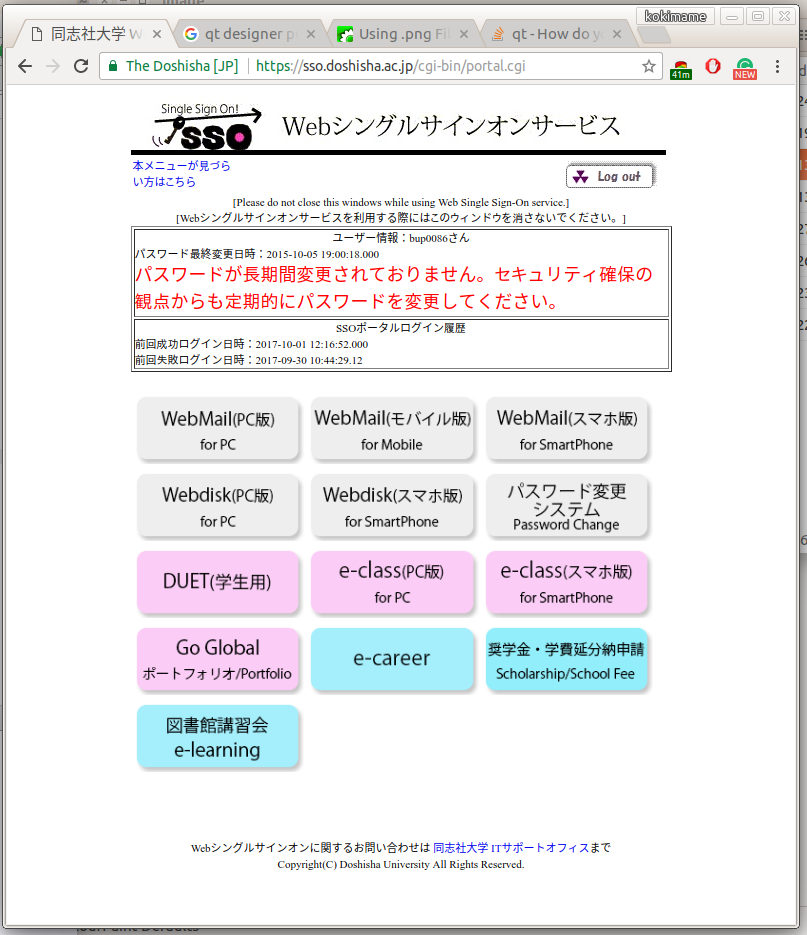 kokimame
同志社大学 W
qt designer p
Using .png Fil
qt - How do y
The Doshisha [JP]
https://sso.doshisha.ac.jp/cgi-bin/portal.cgi
41m
NEW
Single Sign On!
SSO
Webシングルサインオンサービス
本メニューが見づら
い方はこちら
Log out
[Please do not close this windows while using Web Single Sign-On service.]
[Webシングルサインオンサービスを利用する際にはこのウィンドウを消さないでください。]
ユーザー情報：bup0086さん
パスワード最終変更日時：2015-10-05 19:00:18.000
パスワードが長期間変更されておりません。セキュリティ確保の
観点からも定期的にパスワードを変更してください。
SSOポータルログイン履歴
前回成功ログイン日時：2017-10-01 12:16:52.000
前回失敗ログイン日時：2017-09-30 10:44:29.12
WebMail(PC版)
for PC
WebMail(モバイル版)
for Mobile
WebMail(スマホ版)
for SmartPhone
Webdisk(PC版)
for PC
Webdisk(スマホ版)
for SmartPhone
パスワード変更
システム
Password Change
DUET(学生用)
e-class(PC版)
for PC
e-class(スマホ版)
for SmartPhone
Go Global
ポートフォリオ/Portfolio
e-career
奨学金・学費延分納申請
Scholarship/School Fee
図書館講習会
e-learning
Webシングルサインオンに関するお問い合わせは 同志社大学 ITサポートオフィスまで
Copyright(C) Doshisha University All Rights Reserved.